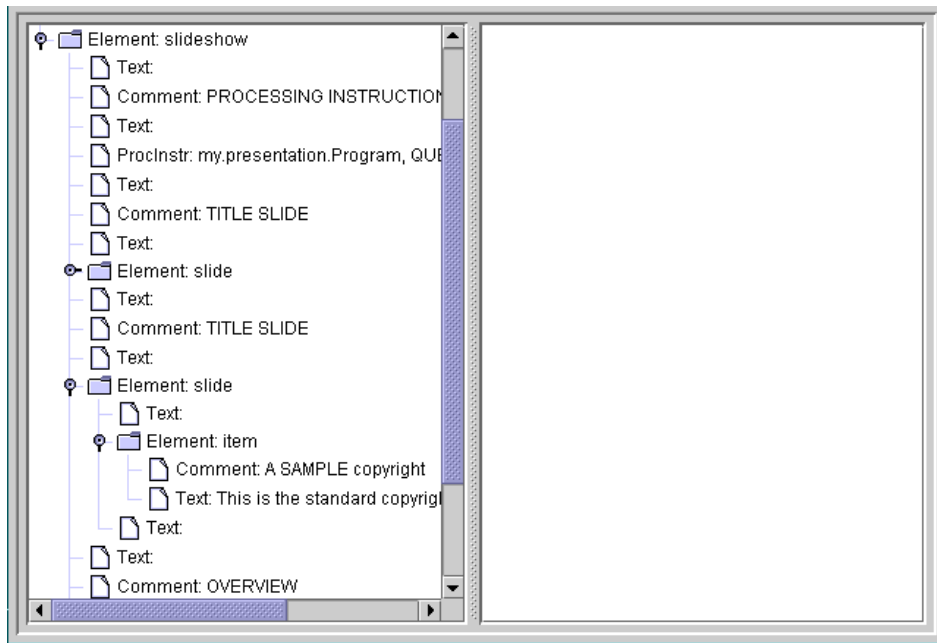 Element: slideshow
Text:
Comment: PROCESSING INSTRUCTION
Text:
ProcInstr: my.presentation.Program, QUE
Text:
Comment: TITLE SLIDE
Text:
Element: slide
Text:
Comment: TITLE SLIDE
Text:
Element: slide
Text:
Element: item
Comment: A SAMPLE copyright
Text: This is the standard copyrig
Text:
Text:
Comment: OVERVIEW